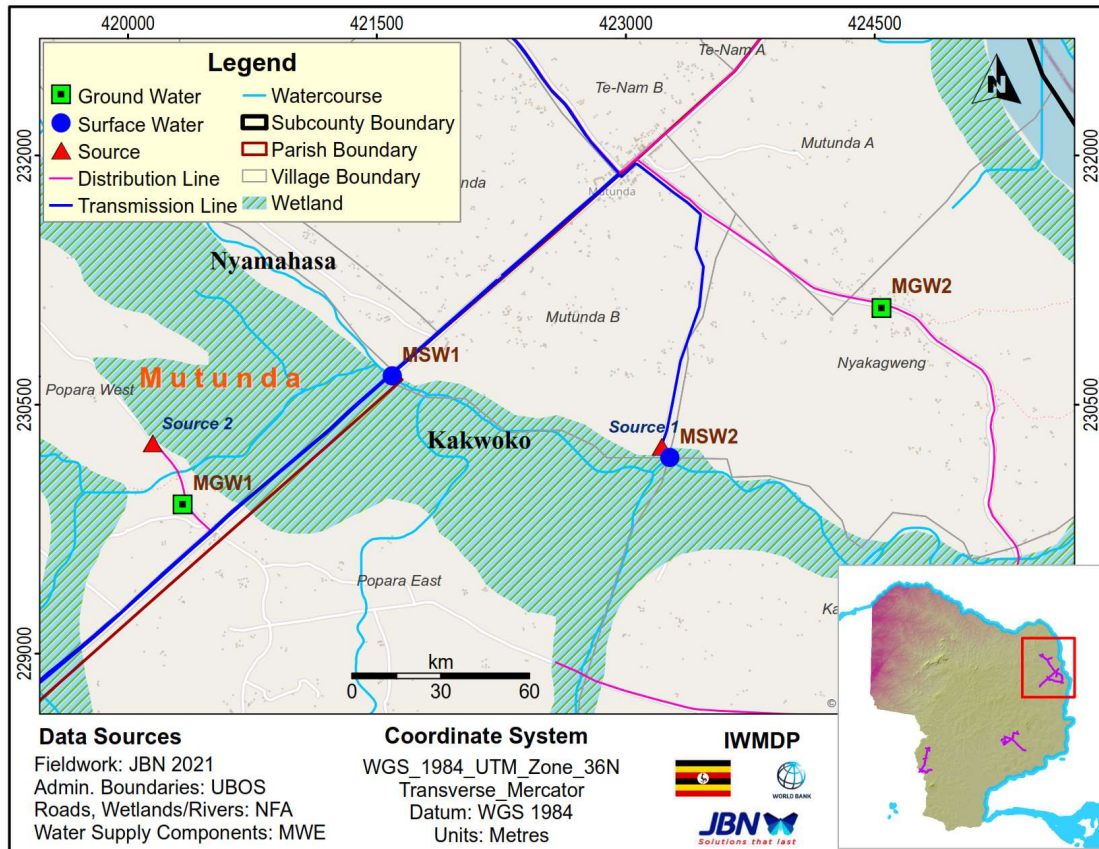 420000 421500 423000 424500
Legend
Ground Water
Surface Water
Source
Distribution Line
Transmission Line
Watercourse
Subcounty Boundary
Parish Boundary
Village Boundary
Wetland
N
232000
230500
229000
232000
230500
229000
Te-Nam A
Te-Nam B
Mutunda A
nda
Mutunda
Nyamahasa
MGW2
Mutunda B
MSW1
Nyakagweng
Popara West
Mutunda
Source 2
Kakwoko
Source 1
MSW2
MGW1
Popara East
Ka
km
0 30 60
©
Data Sources
Fieldwork: JBN 2021
Admin. Boundaries: UBOS
Roads, Wetlands/Rivers: NFA
Water Supply Components: MWE
Coordinate System
WGS_1984_UTM_Zone_36N
Transverse_Mercator
Datum: WGS 1984
Units: Metres
IWMDP
WORLD BANK
JBN
Solutions that last